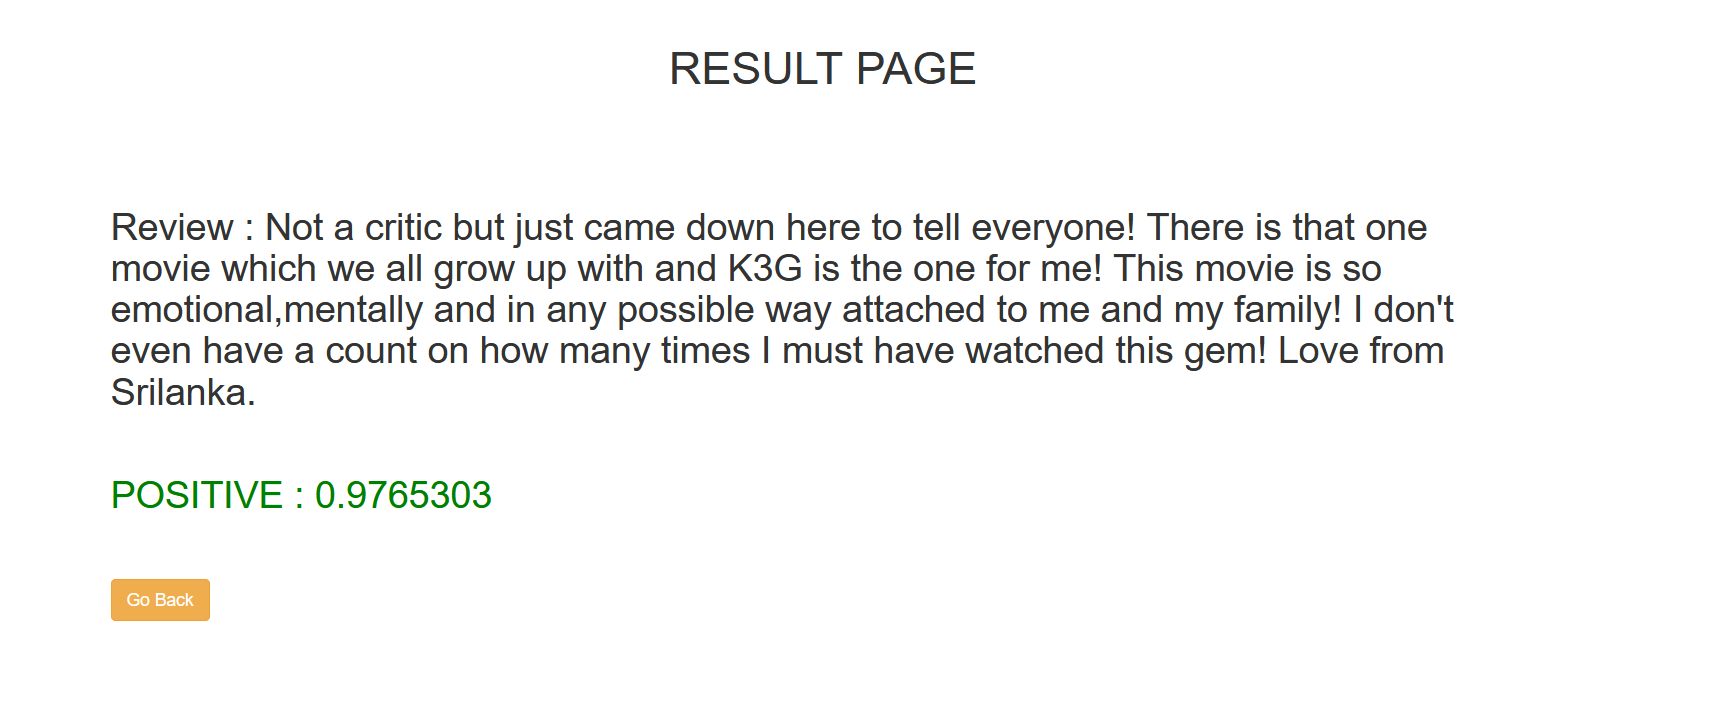 RESULT PAGE
Review : Not a critic but just came down here to tell everyone! There is that one
movie which we all grow up with and K3G is the one for me! This movie is so
emotional,mentally and in any possible way attached to me and my family! I don't
even have a count on how many times I must have watched this gem! Love from
Srilanka.
POSITIVE : 0.9765303
Go Back